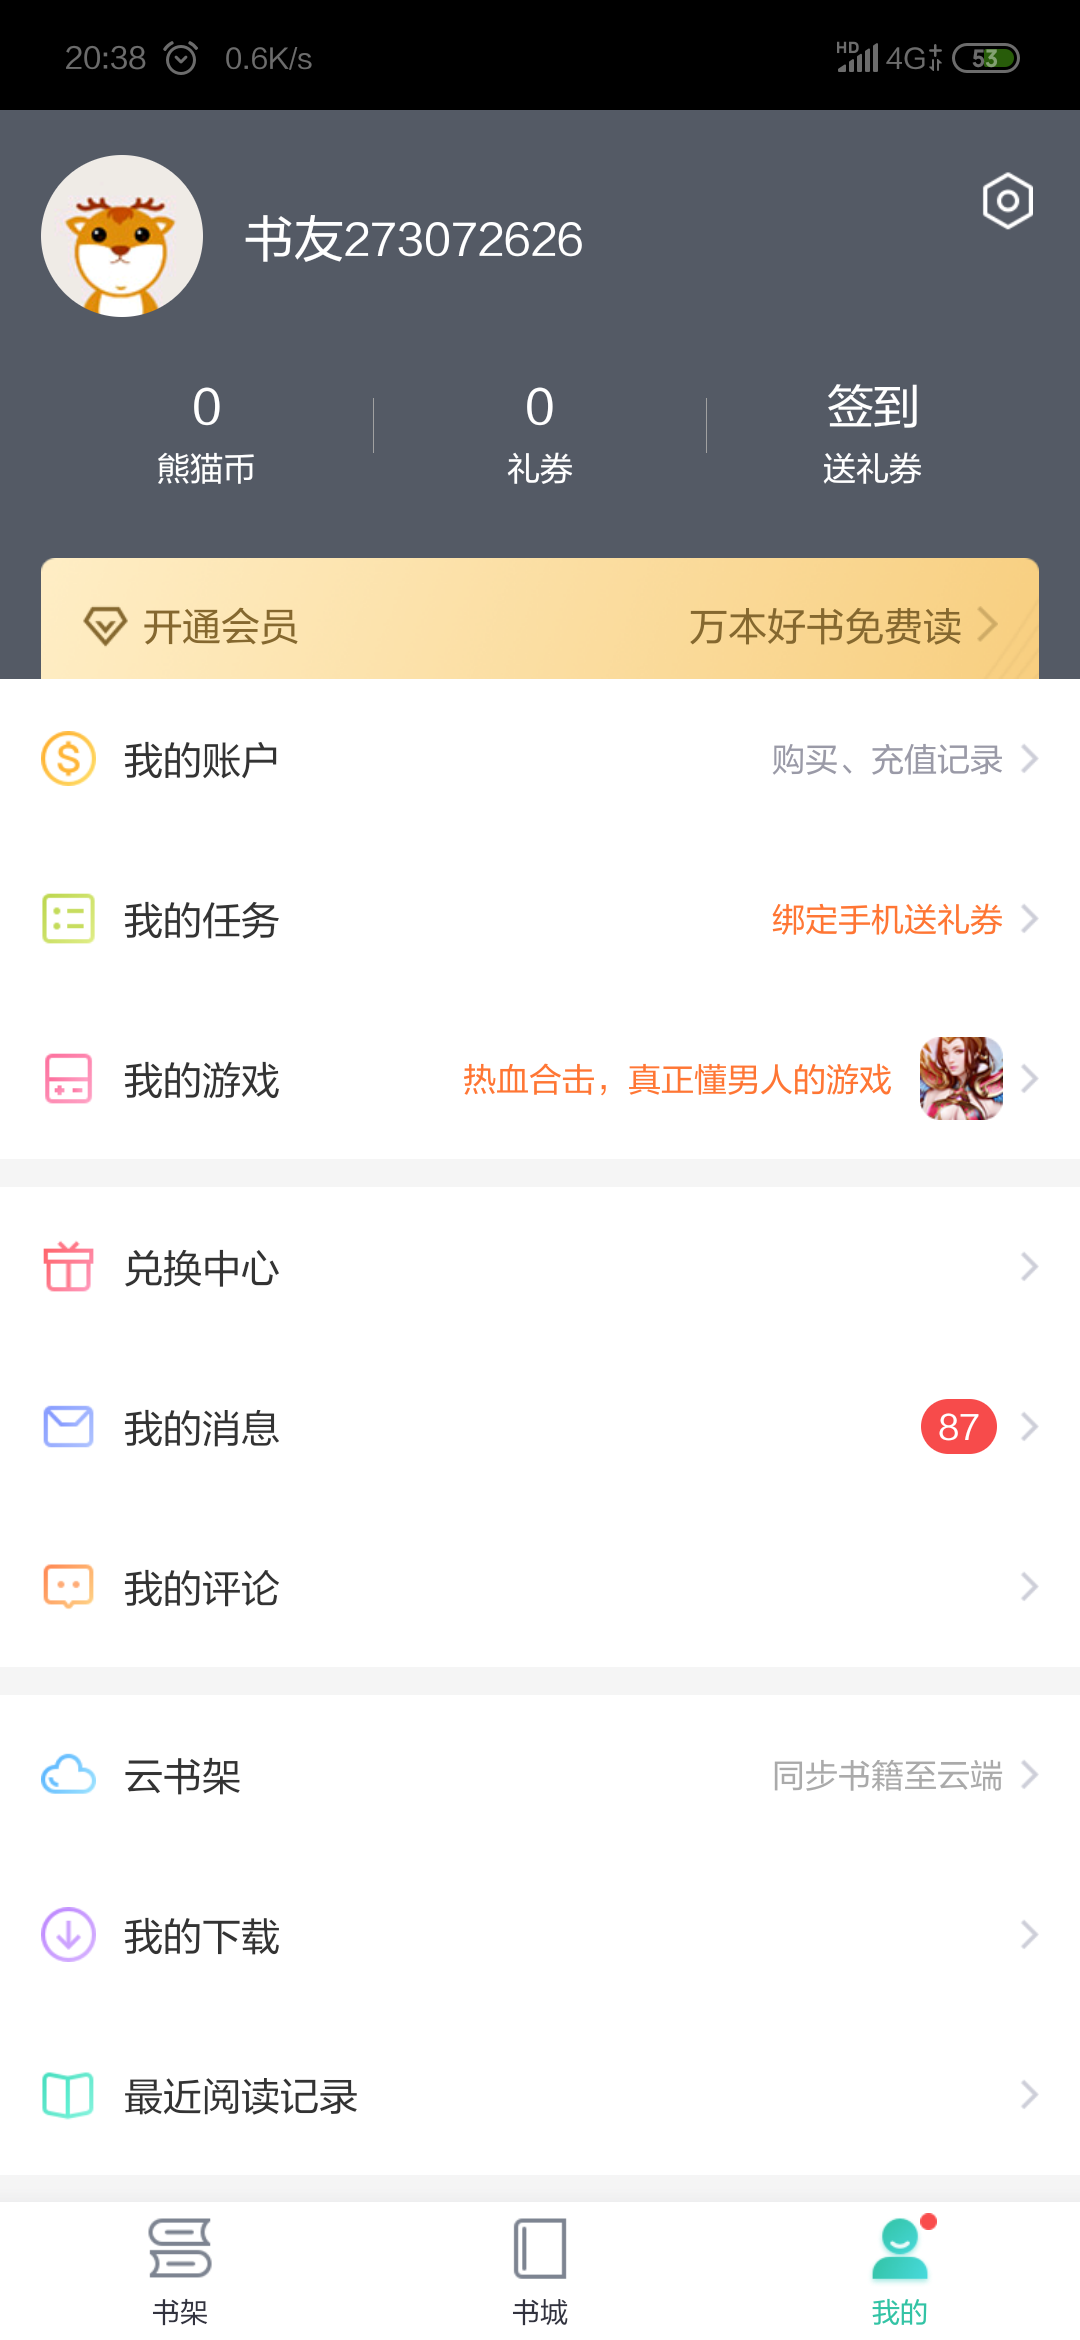 20:38 0.6K/s HD 4G 53
书友273072626
0 0 签到
熊猫币 礼券 送礼券
开通会员 万本好书免费读
我的账户 购买、充值记录
我的任务 绑定手机送礼券
我的游戏 热血合击，真正懂男人的游戏
兑换中心
我的消息 87
我的评论
云书架 同步书籍至云端
我的下载
最近阅读记录
书架 书城 我的